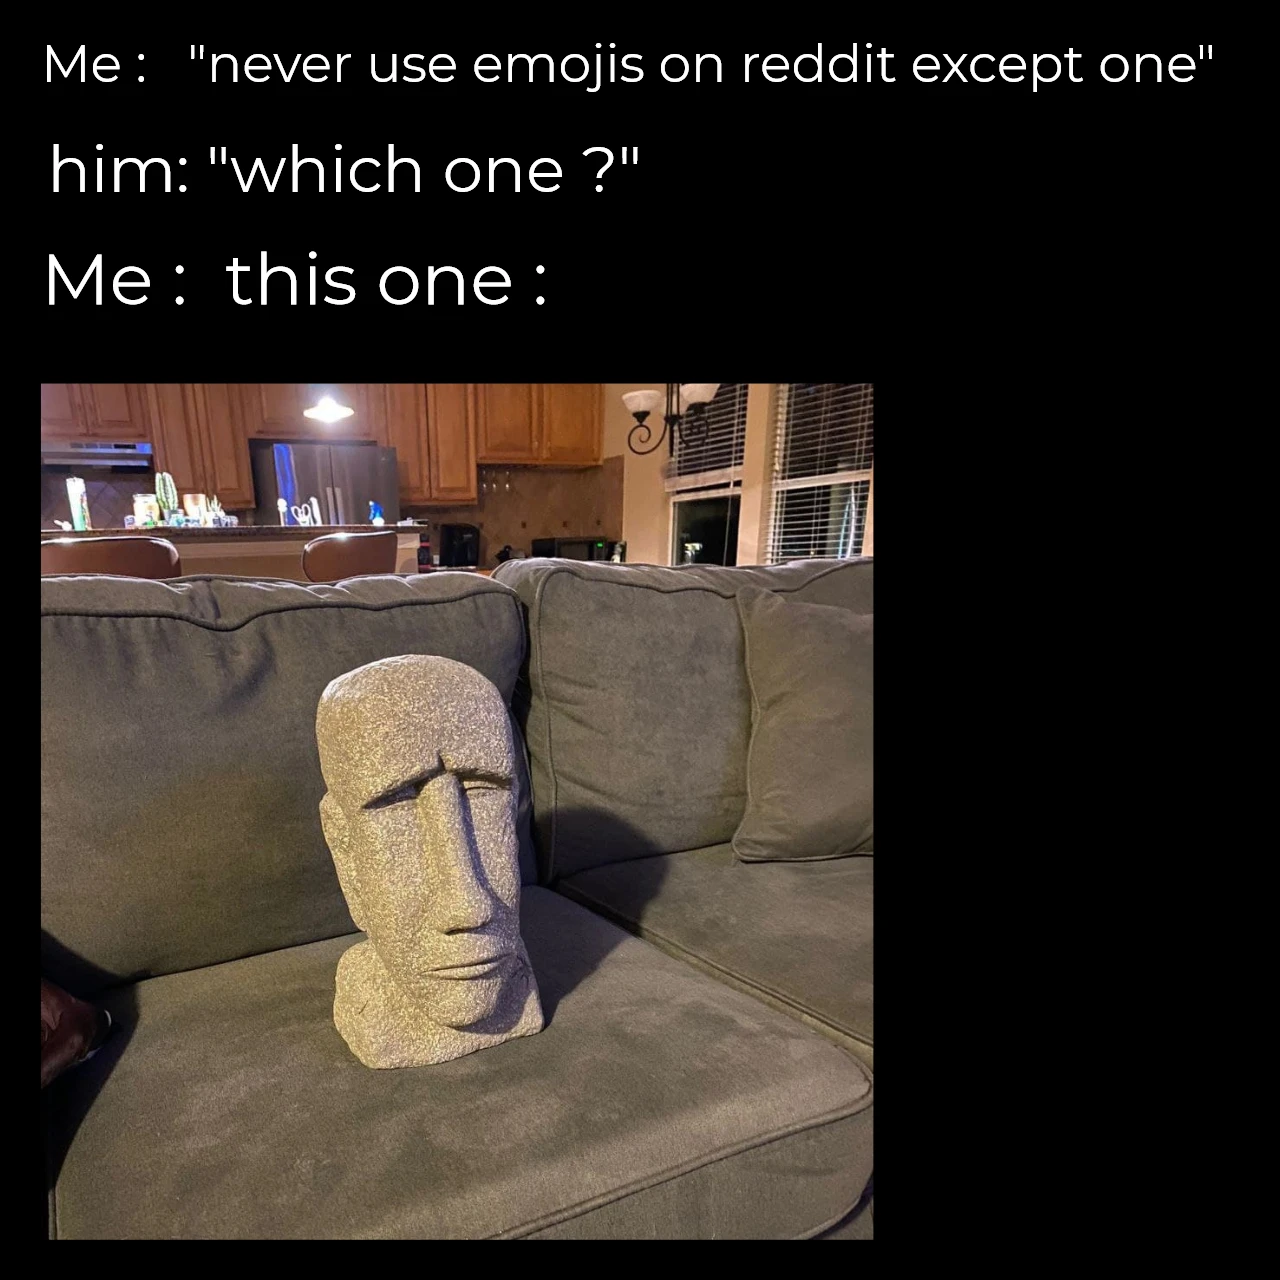 Me : "never use emojis on reddit except one"
him: "which one ?"
Me : this one :